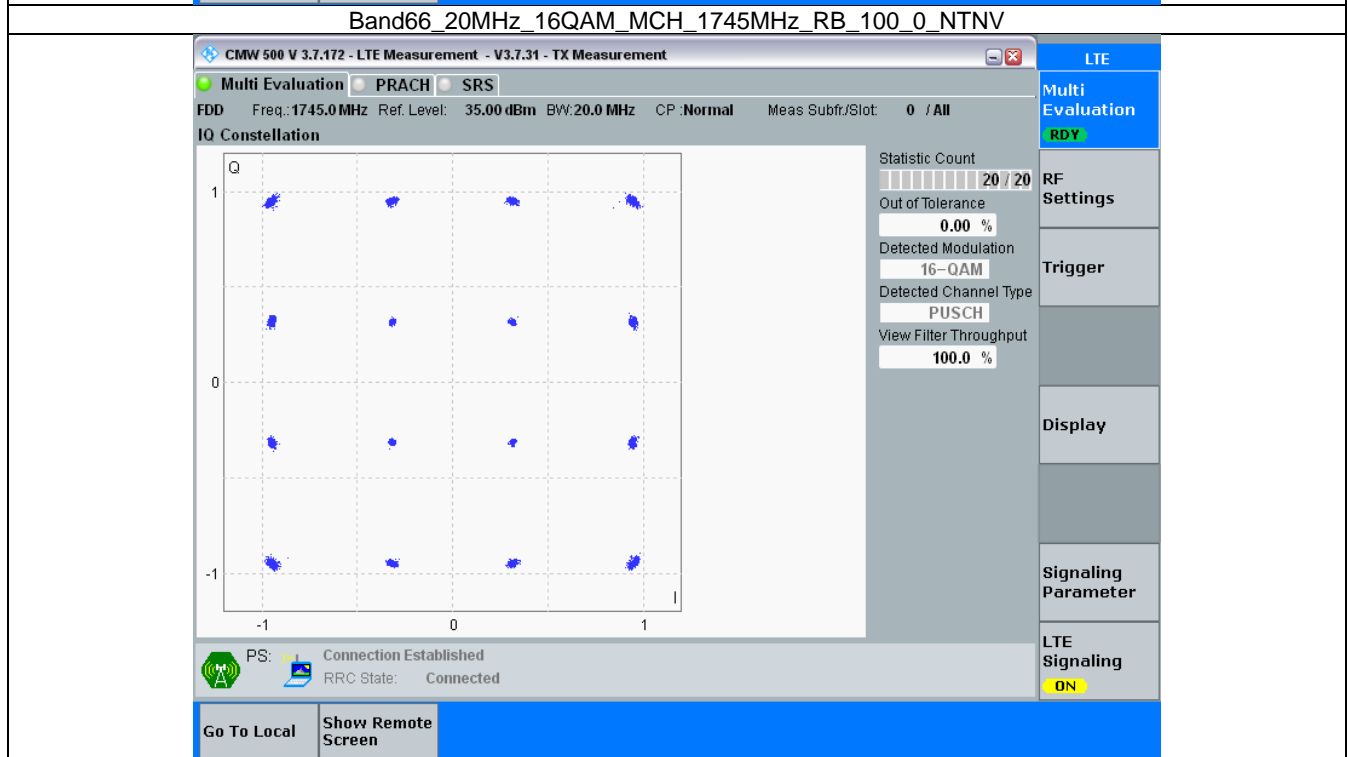 Band66_20MHz_16QAM_MCH_1745MHz_RB_100_0_NTNV
CMW 500 V 3.7.172 - LTE Measurement - V3.7.31 - TX Measurement
LTE
Multi Evaluation PRACH SRS
FDD Freq.:1745.0 MHz Ref. Level: 35.00 dBm BW:20.0 MHz CP :Normal Meas Subfr./Slot: 0 / All
IQ Constellation
Q
1
0
-1
-1 0 1
I
Statistic Count
20 / 20
Out of Tolerance
0.00 %
Detected Modulation
16-QAM
Detected Channel Type
PUSCH
View Filter Throughput
100.0 %
Multi
Evaluation
RDY
RF
Settings
Trigger
Display
Signaling
Parameter
LTE
Signaling
ON
PS: Connection Established
RRC State: Connected
Go To Local
Show Remote
Screen